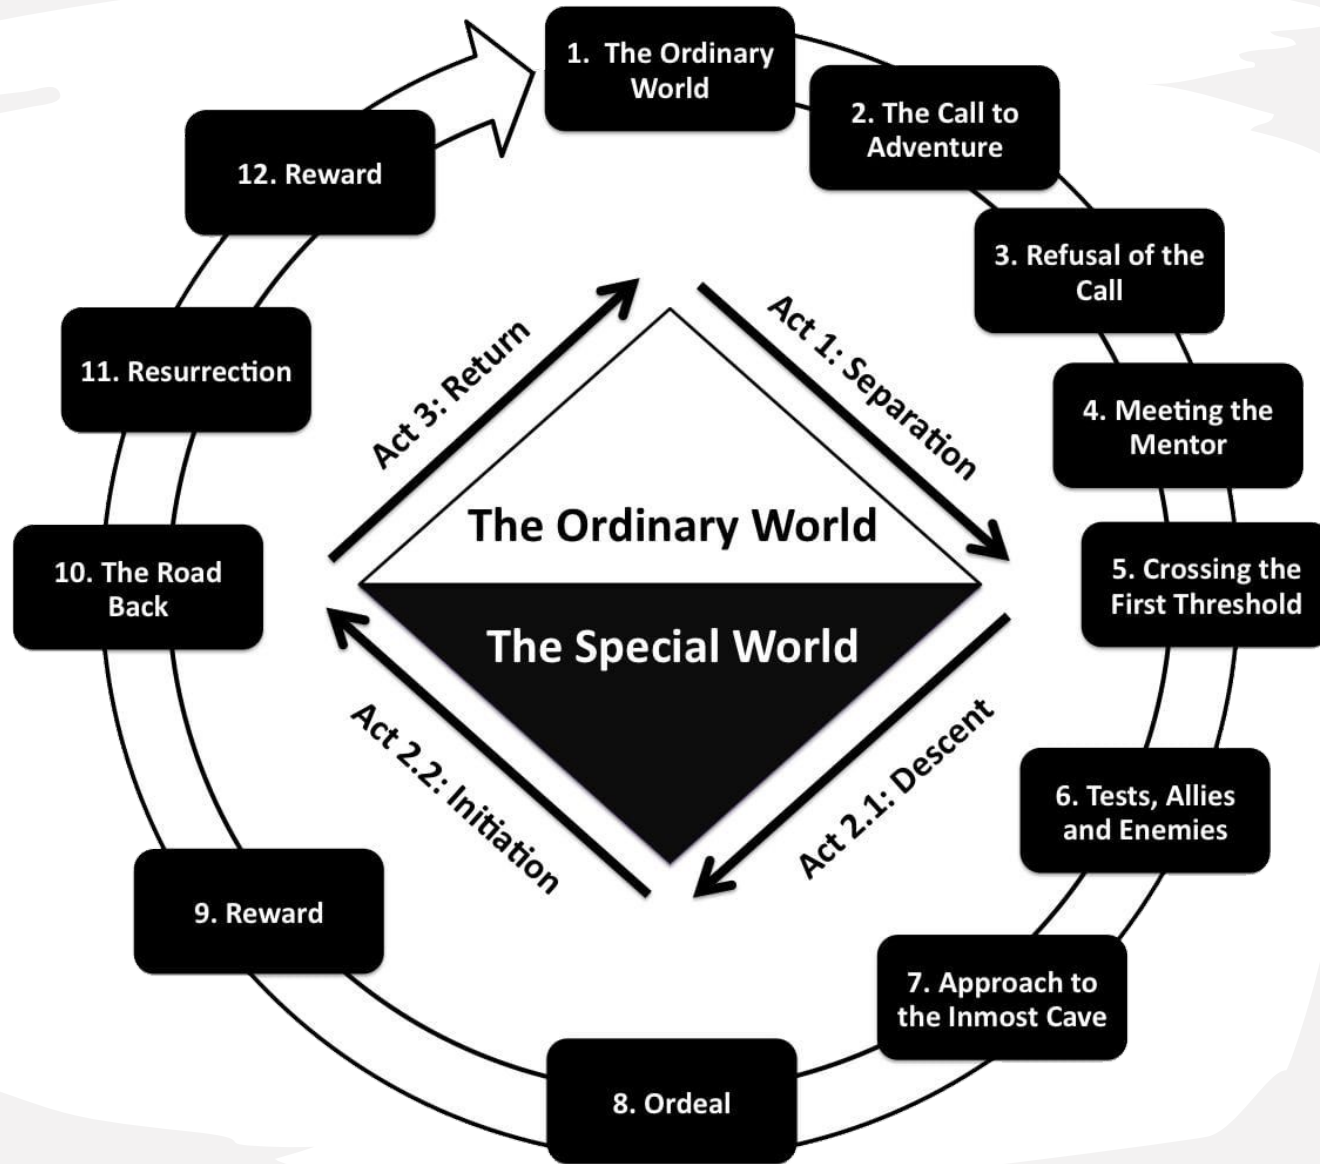 1. The Ordinary
World
2. The Call to
Adventure
3. Refusal of the
Call
4. Meeting the
Mentor
5. Crossing the
First Threshold
6. Tests, Allies
and Enemies
7. Approach to
the Inmost Cave
8. Ordeal
9. Reward
10. The Road
Back
11. Resurrection
12. Reward
Act 1: Separation
Act 2.1: Descent
Act 2.2: Initiation
Act 3: Return
The Ordinary World
The Special World